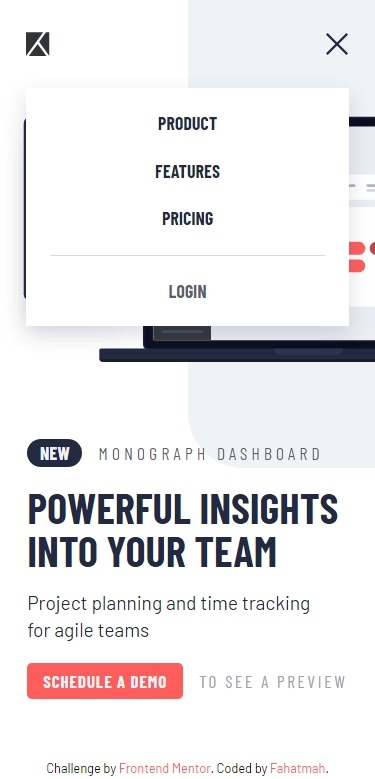 PRODUCT
FEATURES
PRICING
LOGIN
NEW MONOGRAPH DASHBOARD
POWERFUL INSIGHTS
INTO YOUR TEAM
Project planning and time tracking
for agile teams
SCHEDULE A DEMO TO SEE A PREVIEW
Challenge by Frontend Mentor. Coded by Fahatmah.